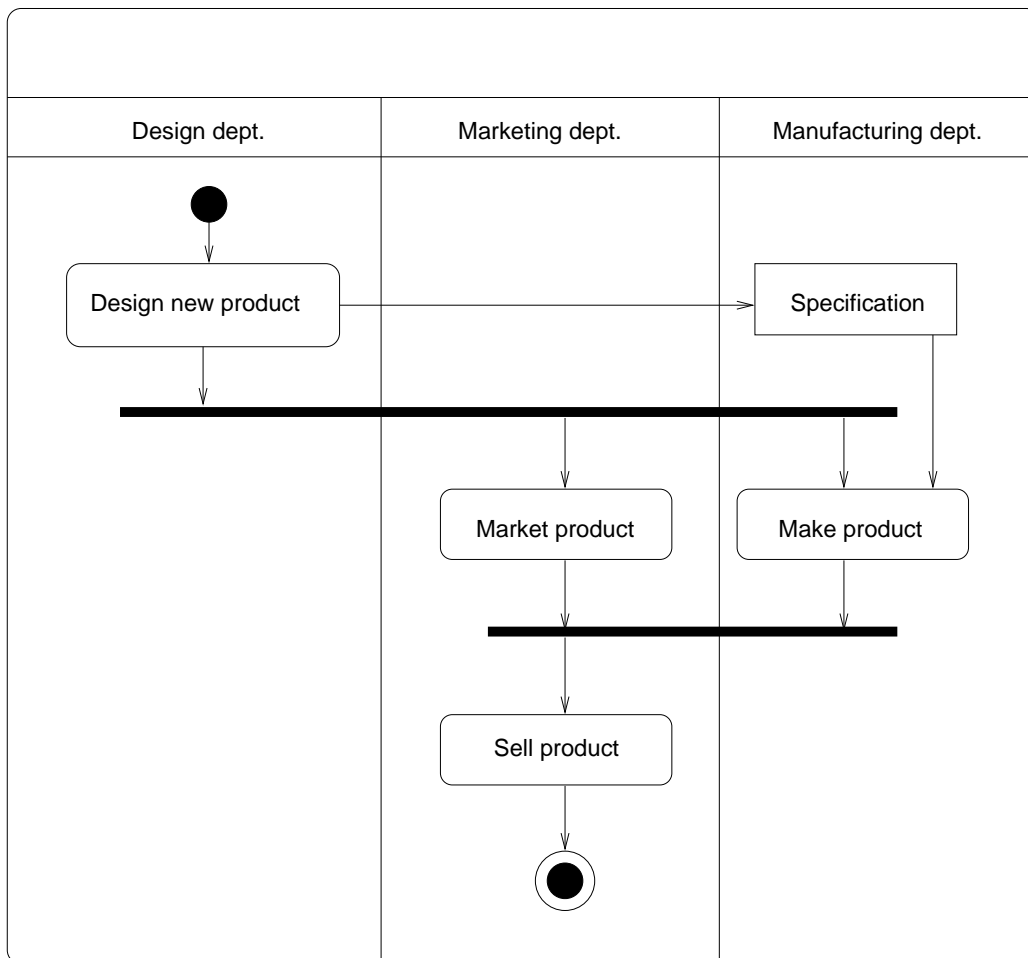 Design dept.
Marketing dept.
Manufacturing dept.
Design new product
Specification
Market product
Make product
Sell product